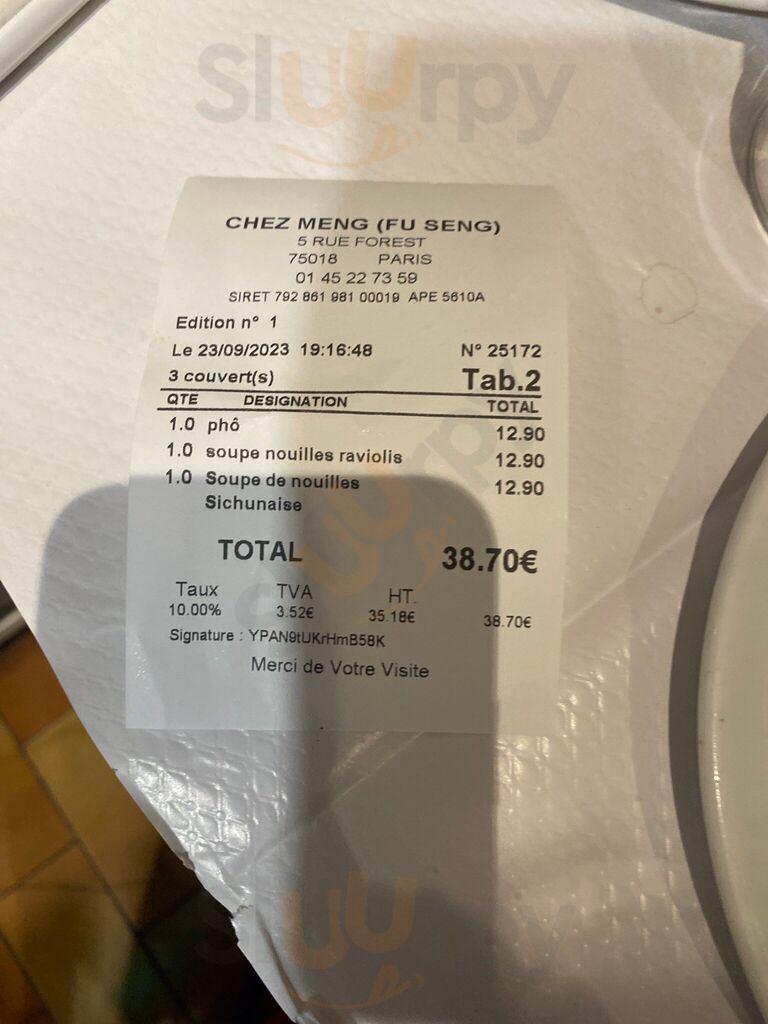 SluUrpy
CHEZ MENG (FU SENG)
5 RUE FOREST
75018 PARIS
01 45 22 73 59
SIRET 792 861 981 00019 APE 5610A
Edition n° 1
Le 23/09/2023 19:16:48 N° 25172
3 couvert(s) Tab.2
QTE DESIGNATION TOTAL
1.0 phô 12.90
1.0 soupe nouilles raviolis 12.90
1.0 Soupe de nouilles 12.90
Sichunaise
TOTAL 38.70€
Taux TVA HT.
10.00% 3.52€ 35.18€ 38.70€
Signature : YPAN9tUKrHmB58K
Merci de Votre Visite